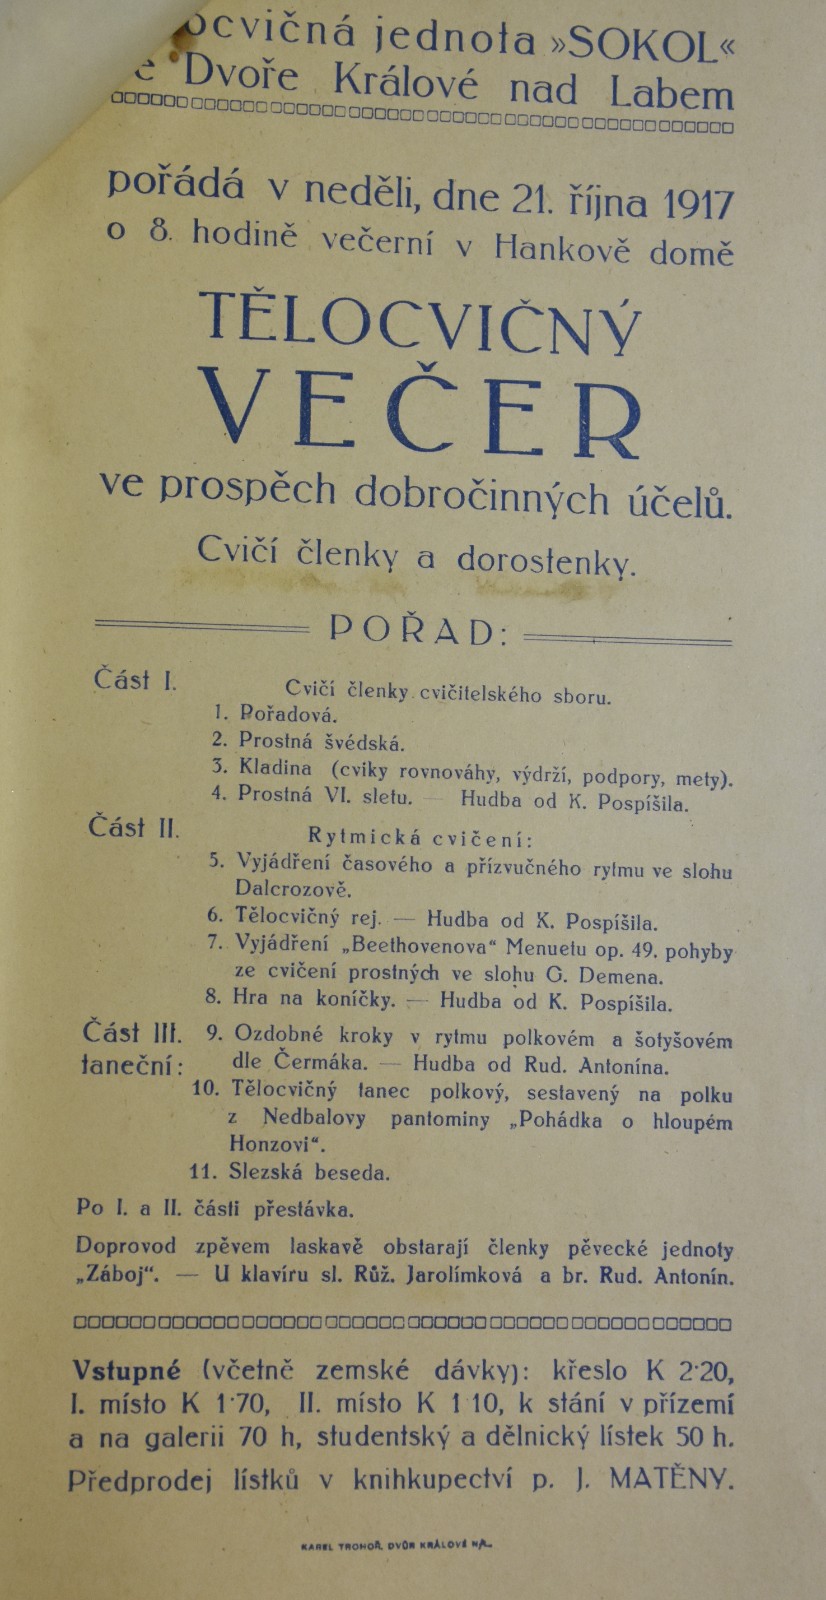 ocvičná jednota »SOKOL«
e Dvoře Králové nad Labem
pořádá v neděli, dne 21. října 1917
o 8. hodině večerní v Hankově domě
TĚLOCVIČNÝ
VEČER
ve prospěch dobročinných účelů.
Cvičí členky a dorostenky.
POŘAD:
Část I. Cvičí členky cvičitelského sboru.
1. Pořadová.
2. Prostná švédská.
3. Kladina (cviky rovnováhy, výdrží, podpory, mety).
4. Prostná VI. sletu. — Hudba od K. Pospíšila.
Část II. Rytmická cvičení:
5. Vyjádření časového a přízvučného rytmu ve slohu
Dalcrozově.
6. Tělocvičný rej. — Hudba od K. Pospíšila.
7. Vyjádření „Beethovenova“ Menuetu op. 49. pohyby
ze cvičení prostných ve slohu G. Demena.
8. Hra na koníčky. — Hudba od K. Pospíšila.
Část III. 9. Ozdobné kroky v rytmu polkovém a šotyšovém
taneční: dle Čermáka. — Hudba od Rud. Antonína.
10. Tělocvičný tanec polkový, sestavený na polku
z Nedbalovy pantominy „Pohádka o hloupém
Honzovi“.
11. Slezská beseda.
Po I. a II. části přestávka.
Doprovod zpěvem laskavě obstarají členky pěvecké jednoty
„Záboj“. — U klavíru sl. Růž. Jarolímková a br. Rud. Antonín.
Vstupné (včetně zemské dávky): křeslo K 2·20,
I. místo K 1·70, II. místo K 1 10, k stání v přízemí
a na galerii 70 h, studentský a dělnický lístek 50 h.
Předprodej lístků v knihkupectví p. J. MATĚNY.
KAREL TROHOŘ, DVŮR KRÁLOVÉ N/L.